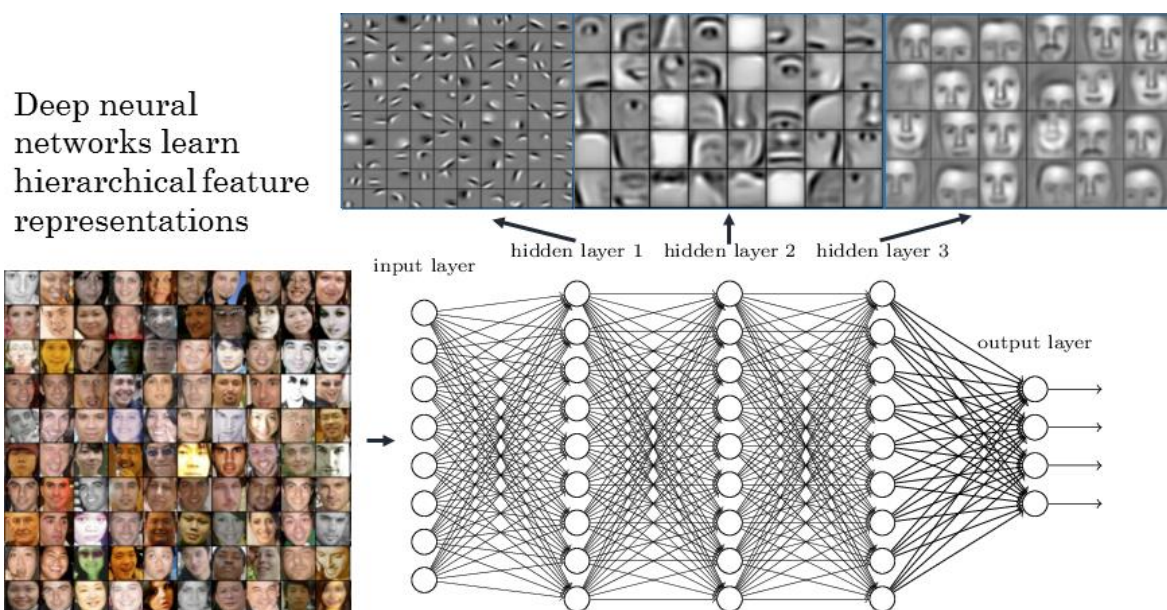 Deep neural
networks learn
hierarchical feature
representations
input layer
hidden layer 1
hidden layer 2
hidden layer 3
output layer